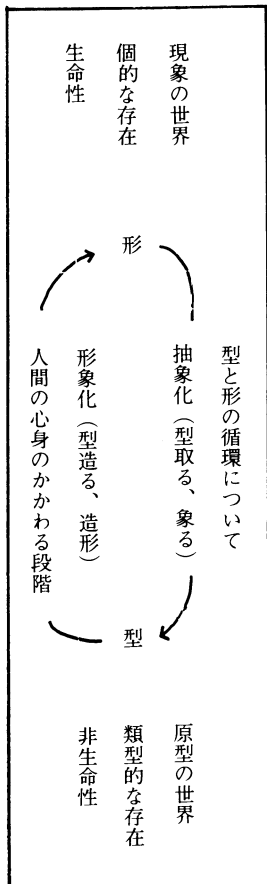 型と形の循環について
現象の世界
個的な存在
生命性
形
抽象化（型取る、象る）
形象化（型造る、造形）
人間の心身のかかわる段階
型
原型の世界
類型的な存在
非生命性